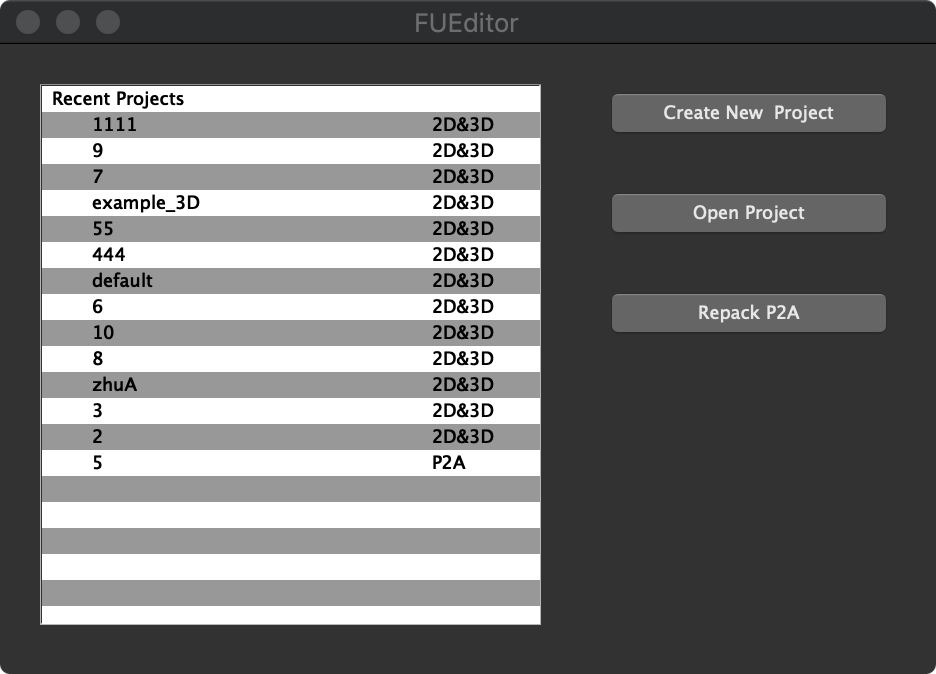 FUEditor
Recent Projects
1111 2D&3D
9 2D&3D
7 2D&3D
example_3D 2D&3D
55 2D&3D
444 2D&3D
default 2D&3D
6 2D&3D
10 2D&3D
8 2D&3D
zhuA 2D&3D
3 2D&3D
2 2D&3D
5 P2A
Create New  Project
Open Project
Repack P2A